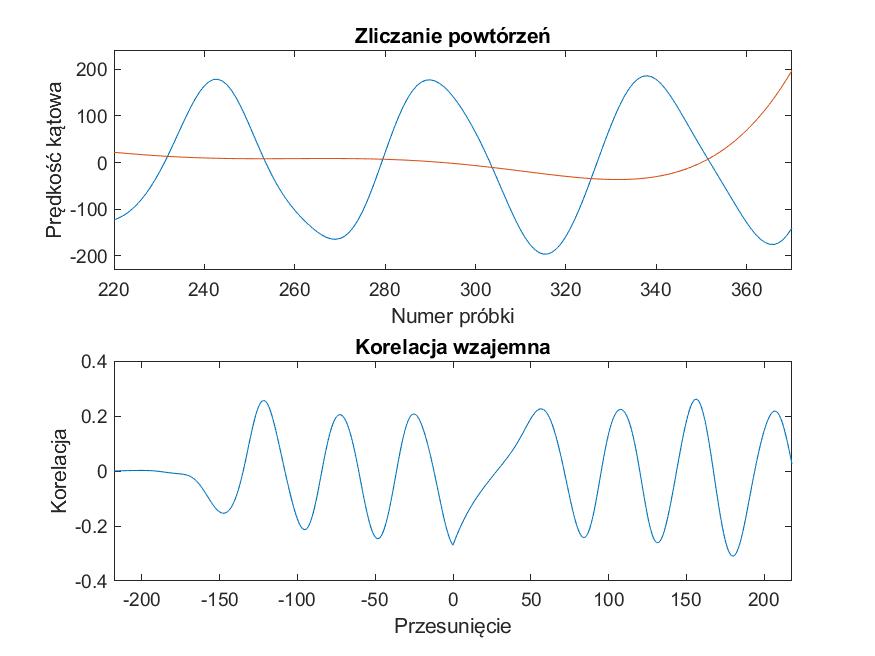 Zliczanie powtórzeń
Prędkość kątowa
200
100
0
-100
-200
220 240 260 280 300 320 340 360
Numer próbki
Korelacja wzajemna
Korelacja
0.4
0.2
0
-0.2
-0.4
-200 -150 -100 -50 0 50 100 150 200
Przesunięcie